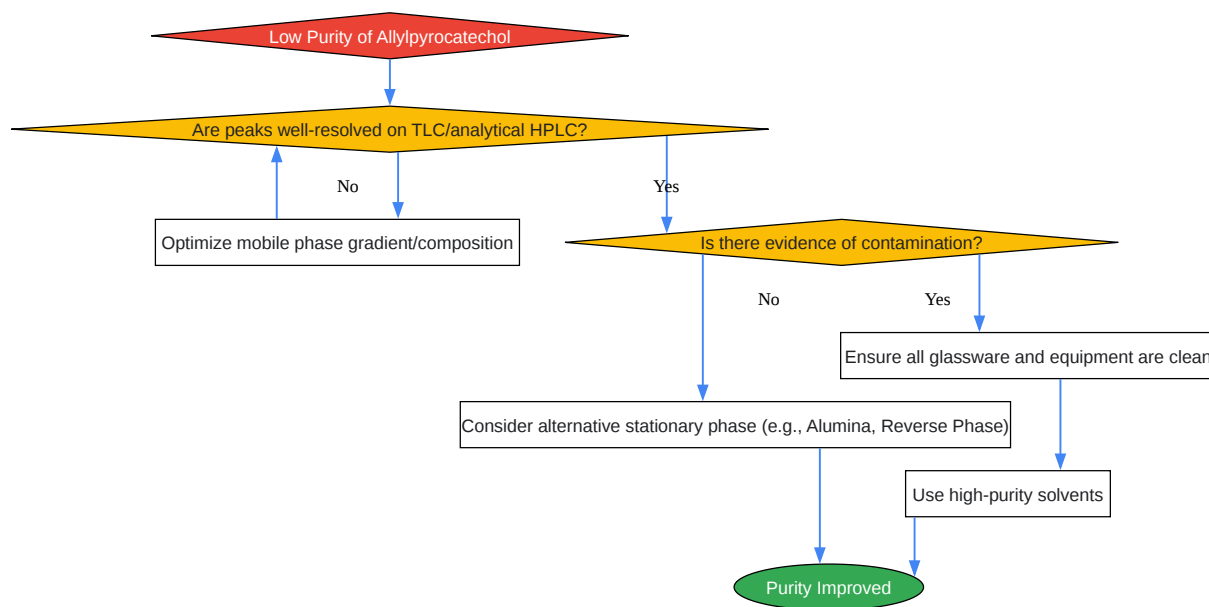 Low Purity of Allylpyrocatechol
Are peaks well-resolved on TLC/analytical HPLC?
No
Yes
Optimize mobile phase gradient/composition
Is there evidence of contamination?
No
Yes
Ensure all glassware and equipment are clean
Consider alternative stationary phase (e.g., Alumina, Reverse Phase)
Use high-purity solvents
Purity Improved